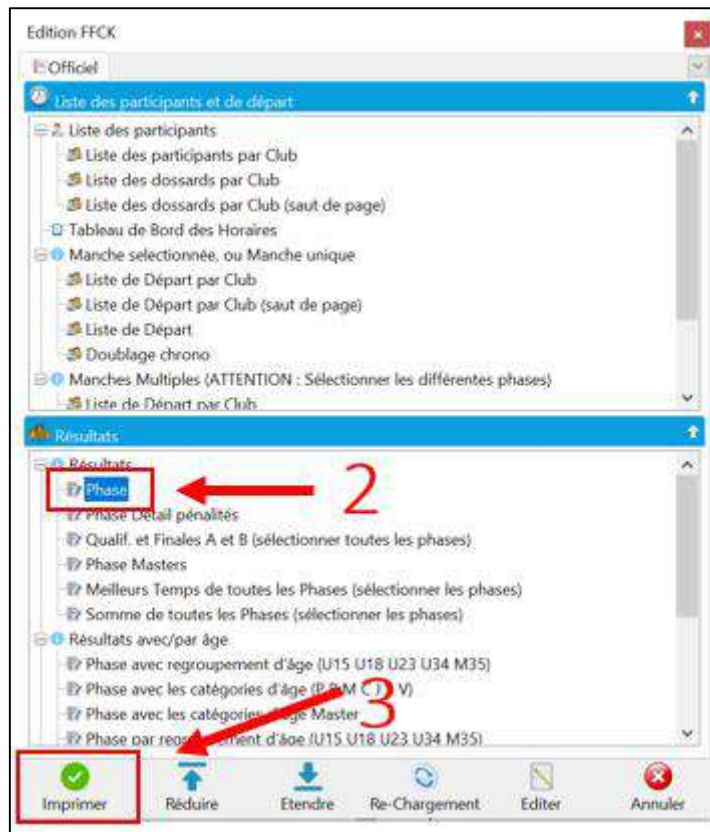 Edition FFCK
Officiel
Liste des participants et de départ
Liste des participants
Liste des participants par Club
Liste des dossards par Club
Liste des dossards par Club (saut de page)
Tableau de Bord des Horaires
Manche selectionnée, ou Manche unique
Liste de Départ par Club
Liste de Départ par Club (saut de page)
Liste de Départ
Doublage chrono
Manches Multiples (ATTENTION : Sélectionner les différentes phases)
Liste de Départ par Club
Résultats
Résultats
Phase
2
Phase Détail pénalités
Qualif. et Finales A et B (sélectionner toutes les phases)
Phase Masters
Meilleurs Temps de toutes les Phases (sélectionner les phases)
Somme de toutes les Phases (sélectionner les phases)
Résultats avec/par âge
Phase avec regroupement d'âge (U15 U18 U23 U34 M35)
Phase avec les catégories d'âge (P B M C J V)
Phase avec les catégories d'âge Master
3
Phase par regroupement d'âge (U15 U18 U23 U34 M35)
Imprimer Réduire Etendre Re-Chargement Editer Annuler